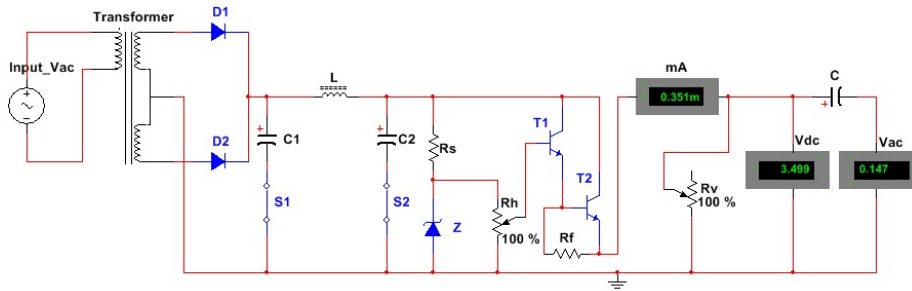 Transformer
D1
Input_Vac
D2
+
C1
S1
L
+
C2
S2
Rs
Z
Rh
100 %
T1
T2
Rf
mA
0.351m
Rv
100 %
C
+
Vdc
3.499
Vac
0.147